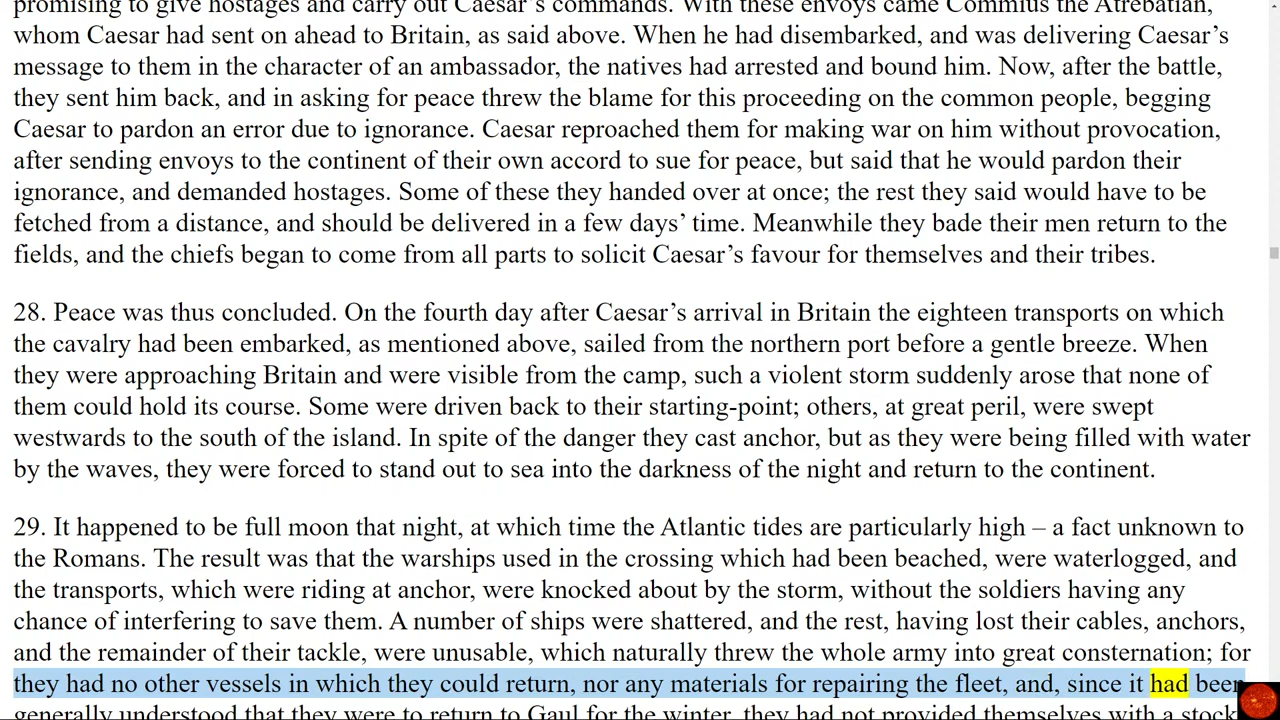 promising to give hostages and carry out Caesar’s commands. With these envoys came Commius the Atrebatian,
whom Caesar had sent on ahead to Britain, as said above. When he had disembarked, and was delivering Caesar’s
message to them in the character of an ambassador, the natives had arrested and bound him. Now, after the battle,
they sent him back, and in asking for peace threw the blame for this proceeding on the common people, begging
Caesar to pardon an error due to ignorance. Caesar reproached them for making war on him without provocation,
after sending envoys to the continent of their own accord to sue for peace, but said that he would pardon their
ignorance, and demanded hostages. Some of these they handed over at once; the rest they said would have to be
fetched from a distance, and should be delivered in a few days’ time. Meanwhile they bade their men return to the
fields, and the chiefs began to come from all parts to solicit Caesar’s favour for themselves and their tribes.
28. Peace was thus concluded. On the fourth day after Caesar’s arrival in Britain the eighteen transports on which
the cavalry had been embarked, as mentioned above, sailed from the northern port before a gentle breeze. When
they were approaching Britain and were visible from the camp, such a violent storm suddenly arose that none of
them could hold its course. Some were driven back to their starting-point; others, at great peril, were swept
westwards to the south of the island. In spite of the danger they cast anchor, but as they were being filled with water
by the waves, they were forced to stand out to sea into the darkness of the night and return to the continent.
29. It happened to be full moon that night, at which time the Atlantic tides are particularly high – a fact unknown to
the Romans. The result was that the warships used in the crossing which had been beached, were waterlogged, and
the transports, which were riding at anchor, were knocked about by the storm, without the soldiers having any
chance of interfering to save them. A number of ships were shattered, and the rest, having lost their cables, anchors,
and the remainder of their tackle, were unusable, which naturally threw the whole army into great consternation; for
they had no other vessels in which they could return, nor any materials for repairing the fleet, and, since it had been
generally understood that they were to return to Gaul for the winter, they had not provided themselves with a stock